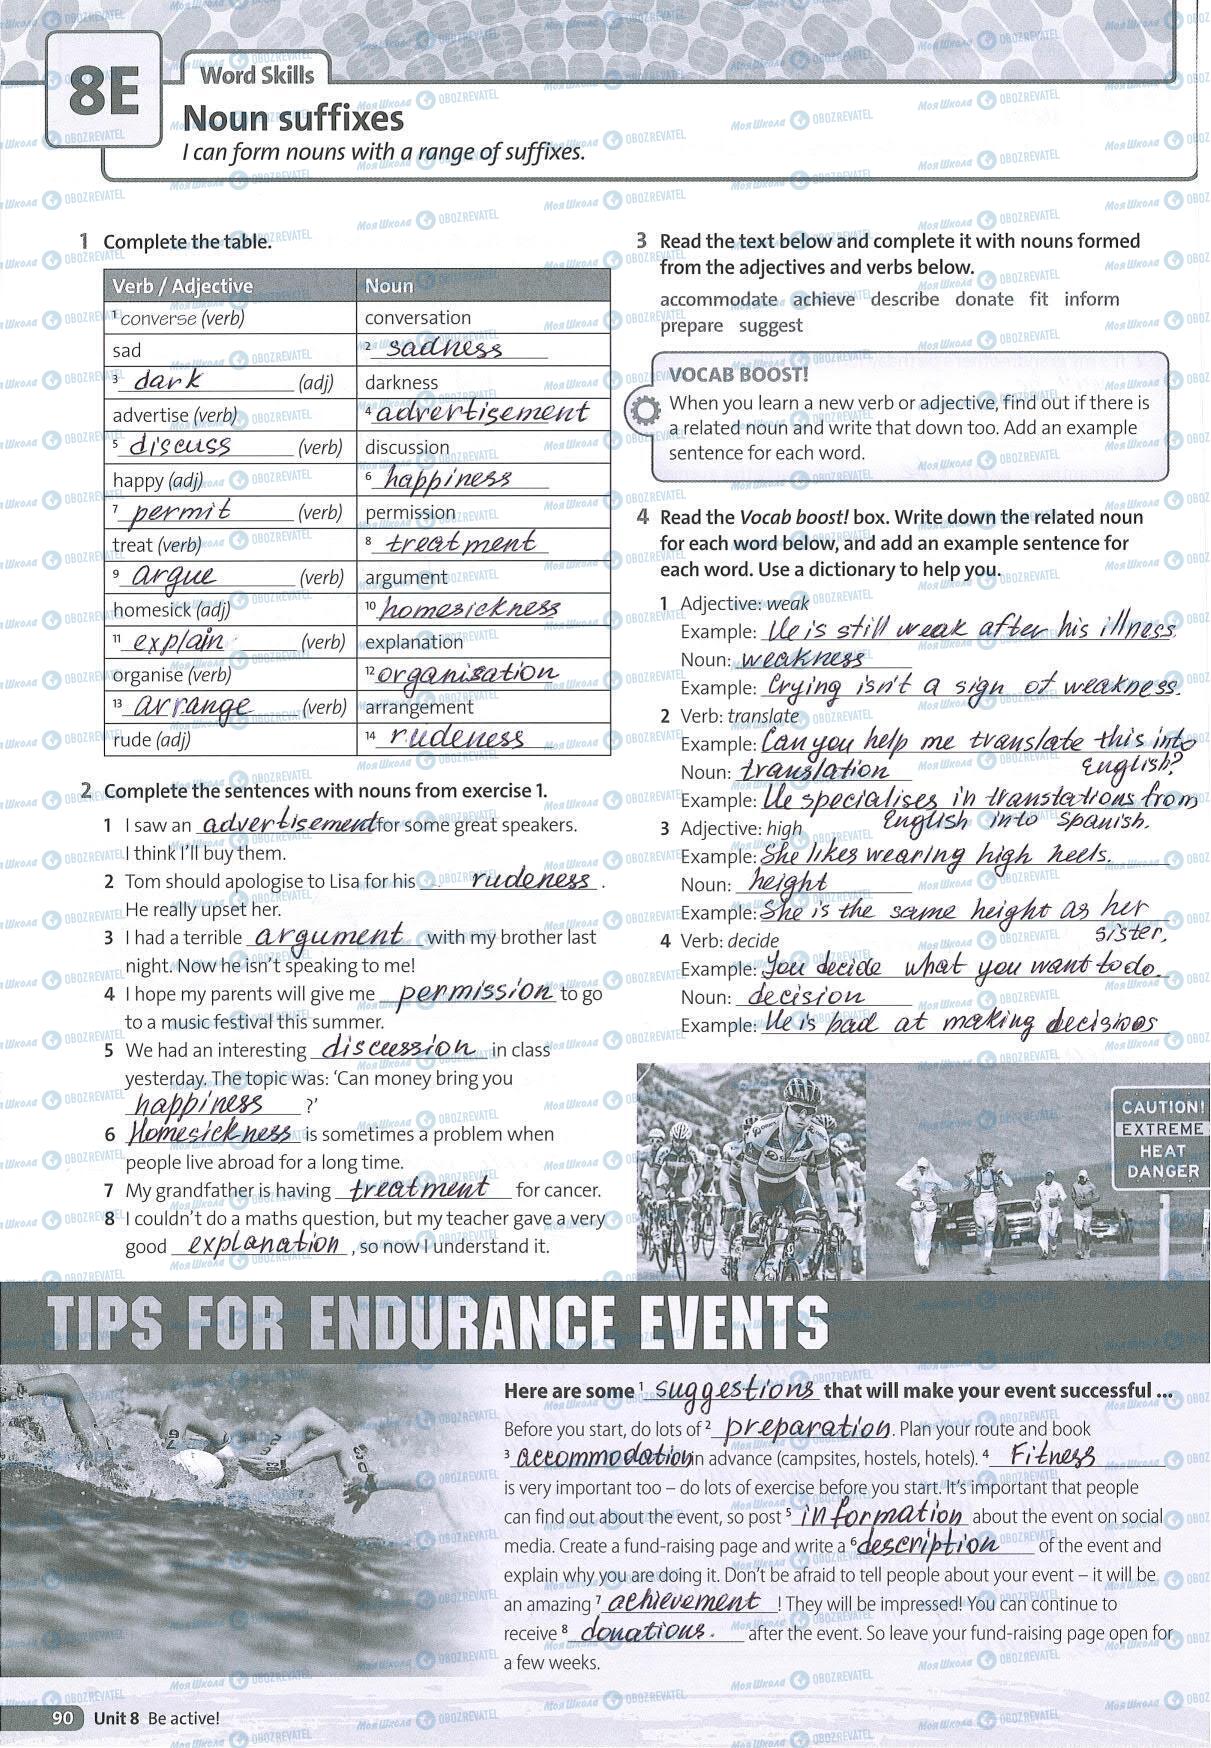 8E
Word Skills
Noun suffixes
I can form nouns with a range of suffixes.
1 Complete the table.
Verb / Adjective Noun
1 converse (verb) conversation
sad 2 sadness
3 dark (adj) darkness
advertise (verb) 4 advertisement
5 discuss (verb) discussion
happy (adj) 6 happiness
7 permit (verb) permission
treat (verb) 8 treatment
9 argue (verb) argument
homesick (adj) 10 homesickness
11 explain (verb) explanation
organise (verb) 12 organisation
13 arrange (verb) arrangement
rude (adj) 14 rudeness
2 Complete the sentences with nouns from exercise 1.
1 I saw an advertisement for some great speakers.
I think I'll buy them.
2 Tom should apologise to Lisa for his rudeness .
He really upset her.
3 I had a terrible argument with my brother last
night. Now he isn't speaking to me!
4 I hope my parents will give me permission to go
to a music festival this summer.
5 We had an interesting discussion in class
yesterday. The topic was: 'Can money bring you
happiness ?'
6 Homesickness is sometimes a problem when
people live abroad for a long time.
7 My grandfather is having treatment for cancer.
8 I couldn't do a maths question, but my teacher gave a very
good explanation , so now I understand it.
3 Read the text below and complete it with nouns formed
from the adjectives and verbs below.
accommodate achieve describe donate fit inform
prepare suggest
VOCAB BOOST!
When you learn a new verb or adjective, find out if there is
a related noun and write that down too. Add an example
sentence for each word.
4 Read the Vocab boost! box. Write down the related noun
for each word below, and add an example sentence for
each word. Use a dictionary to help you.
1 Adjective: weak
Example: He is still weak after his illness.
Noun: weakness
Example: Crying isn't a sign of weakness.
2 Verb: translate
Example: Can you help me translate this into
English?
Noun: translation
Example: He specialises in translations from
English into Spanish.
3 Adjective: high
Example: She likes wearing high heels.
Noun: height
Example: She is the same height as her
sister.
4 Verb: decide
Example: You decide what you want to do.
Noun: decision
Example: He is bad at making decisions
CAUTION!
EXTREME
HEAT
DANGER
TIPS FOR ENDURANCE EVENTS
Here are some 1 suggestions that will make your event successful ...
Before you start, do lots of 2 preparation. Plan your route and book
3 accommodation in advance (campsites, hostels, hotels). 4 Fitness
is very important too – do lots of exercise before you start. It's important that people
can find out about the event, so post 5 information about the event on social
media. Create a fund-raising page and write a 6 description of the event and
explain why you are doing it. Don't be afraid to tell people about your event – it will be
an amazing 7 achievement ! They will be impressed! You can continue to
receive 8 donations. after the event. So leave your fund-raising page open for
a few weeks.
90 Unit 8 Be active!
Моя Школа OBOZREVATEL